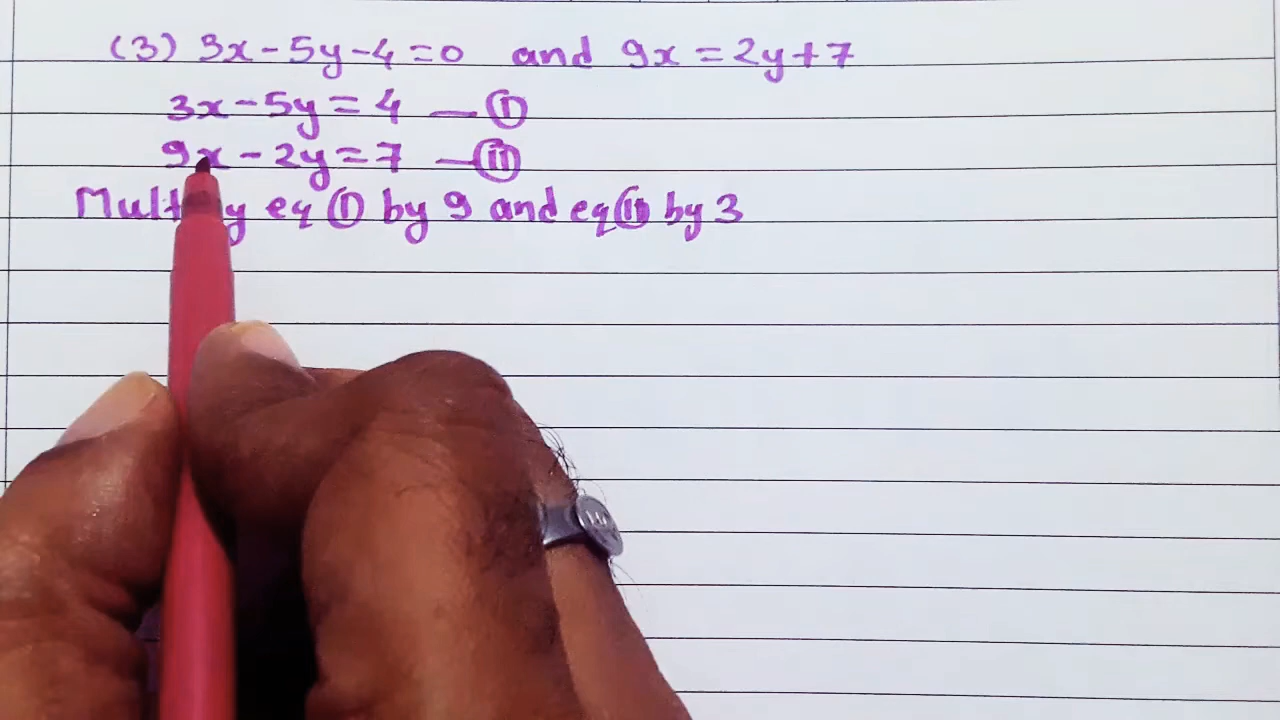 (3) 3x-5y-4=0 and 9x=2y+7
3x-5y=4 — (i)
9x-2y=7 — (ii)
eq (i) by 9 and eq (ii) by 3